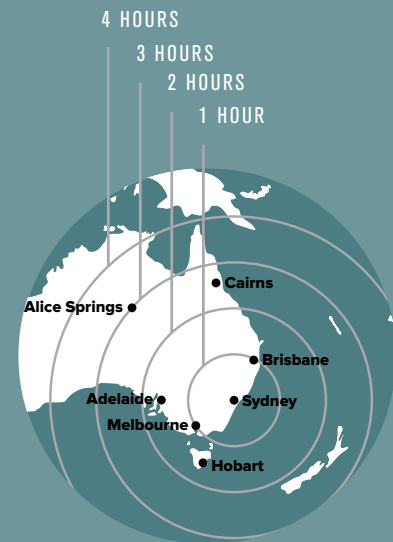 4 HOURS
3 HOURS
2 HOURS
1 HOUR
Cairns
Alice Springs
Brisbane
Adelaide
Sydney
Melbourne
Hobart